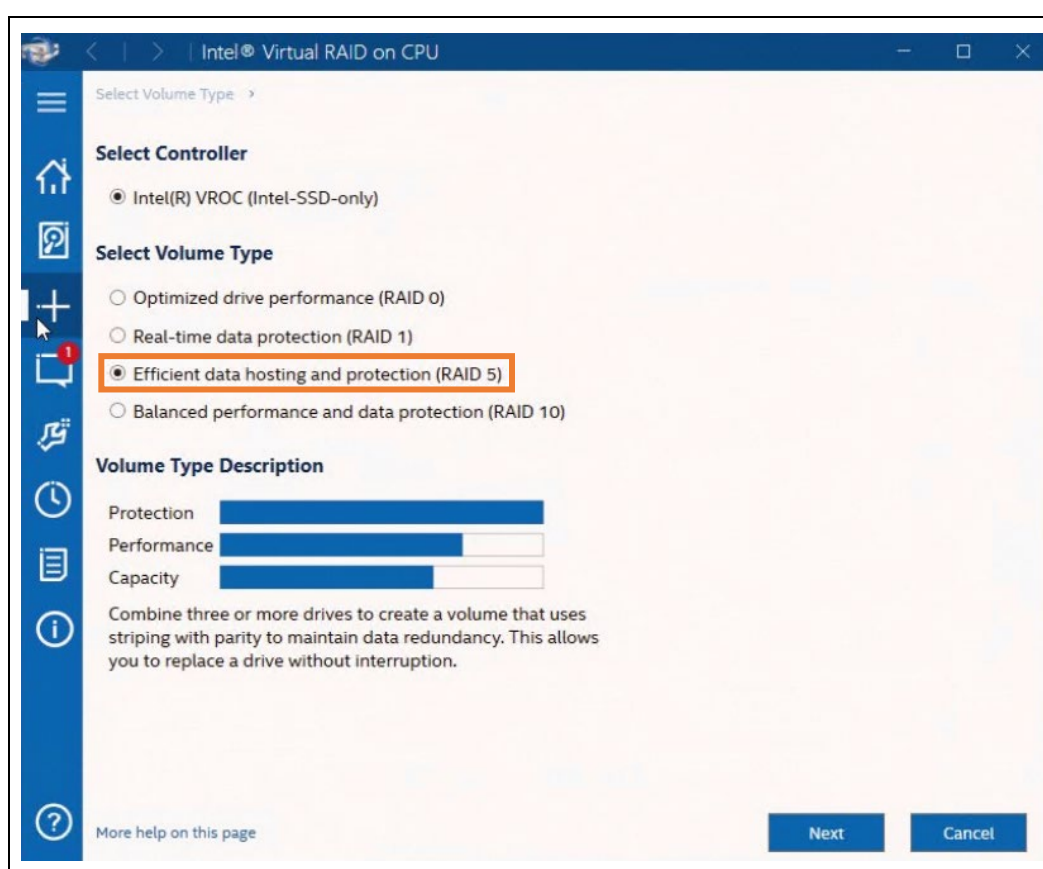 Intel® Virtual RAID on CPU
Select Volume Type
Select Controller
Intel(R) VROC (Intel-SSD-only)
Select Volume Type
Optimized drive performance (RAID 0)
Real-time data protection (RAID 1)
1
Efficient data hosting and protection (RAID 5)
Balanced performance and data protection (RAID 10)
Volume Type Description
Protection
Performance
Capacity
Combine three or more drives to create a volume that uses
striping with parity to maintain data redundancy. This allows
you to replace a drive without interruption.
More help on this page
Next
Cancel